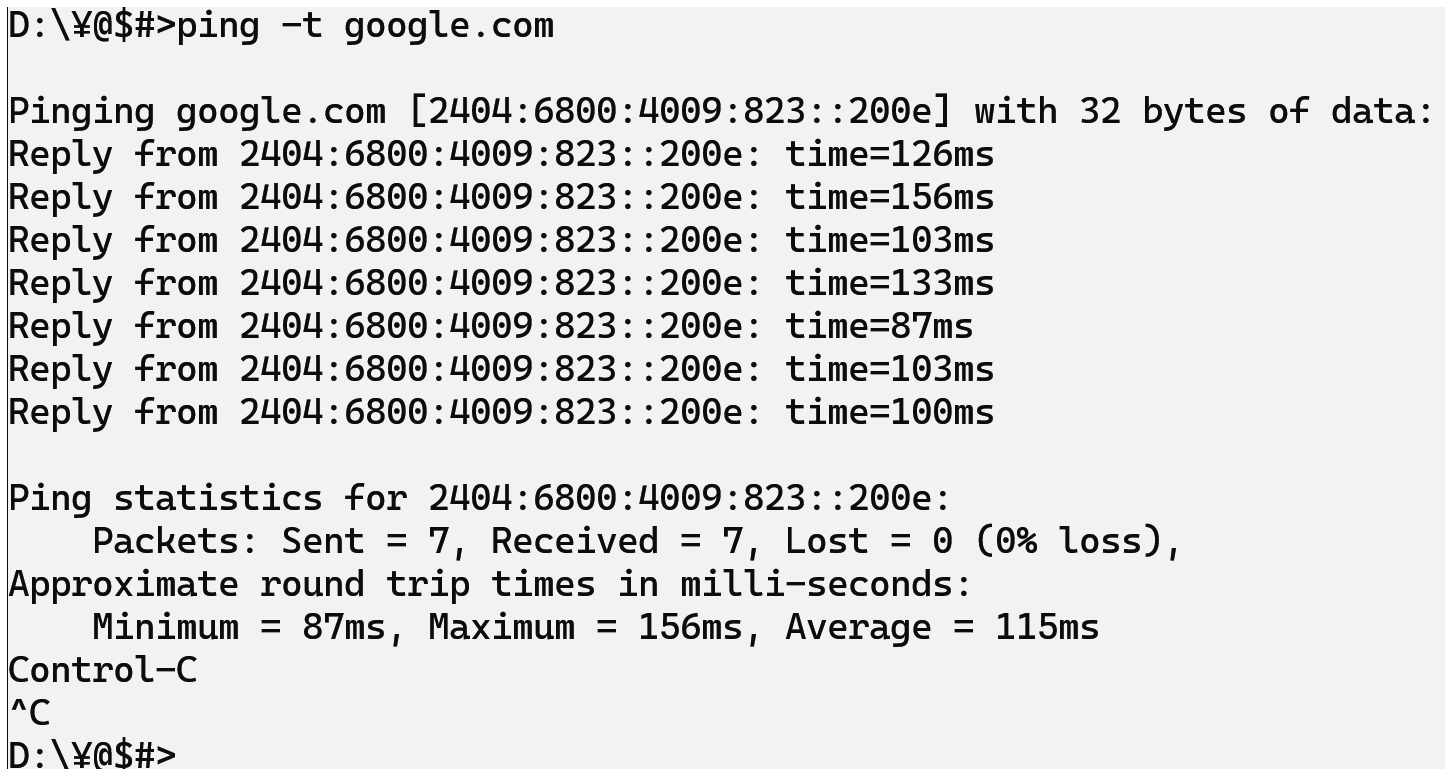 D:\¥@$#>ping -t google.com
Pinging google.com [2404:6800:4009:823::200e] with 32 bytes of data:
Reply from 2404:6800:4009:823::200e: time=126ms
Reply from 2404:6800:4009:823::200e: time=156ms
Reply from 2404:6800:4009:823::200e: time=103ms
Reply from 2404:6800:4009:823::200e: time=133ms
Reply from 2404:6800:4009:823::200e: time=87ms
Reply from 2404:6800:4009:823::200e: time=103ms
Reply from 2404:6800:4009:823::200e: time=100ms
Ping statistics for 2404:6800:4009:823::200e:
    Packets: Sent = 7, Received = 7, Lost = 0 (0% loss),
Approximate round trip times in milli-seconds:
    Minimum = 87ms, Maximum = 156ms, Average = 115ms
Control-C
^C
D:\¥@$#>